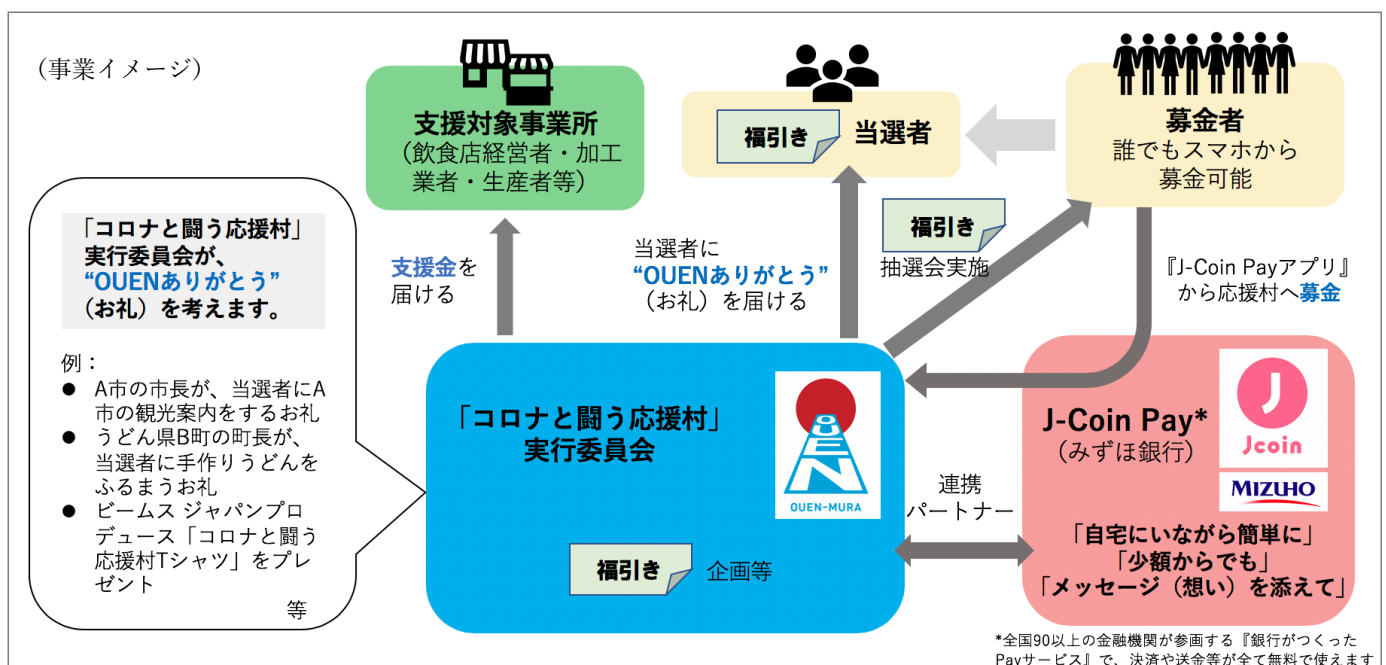 （事業イメージ）
支援対象事業所
（飲食店経営者・加工
業者・生産者等）
福引き
当選者
募金者
誰でもスマホから
募金可能
「コロナと闘う応援村」
実行委員会が、
“OUENありがとう”
（お礼）を考えます。
例：
● A市の市長が、当選者にA
市の観光案内をするお礼
● うどん県B町の町長が、
当選者に手作りうどんを
ふるまうお礼
● ビームス ジャパンプロ
デュース「コロナと闘う
応援村Tシャツ」をプレ
ゼント
等
支援金を
届ける
当選者に
“OUENありがとう”
（お礼）を届ける
福引き
抽選会実施
『J-Coin Payアプリ』
から応援村へ募金
「コロナと闘う応援村」
実行委員会
OUEN
OUEN-MURA
福引き
企画等
連携
パートナー
J-Coin Pay*
（みずほ銀行）
J
Jcoin
MIZUHO
「自宅にいながら簡単に」
「少額からでも」
「メッセージ（想い）を添えて」
*全国90以上の金融機関が参画する『銀行がつくった
Payサービス』で、決済や送金等が全て無料で使えます